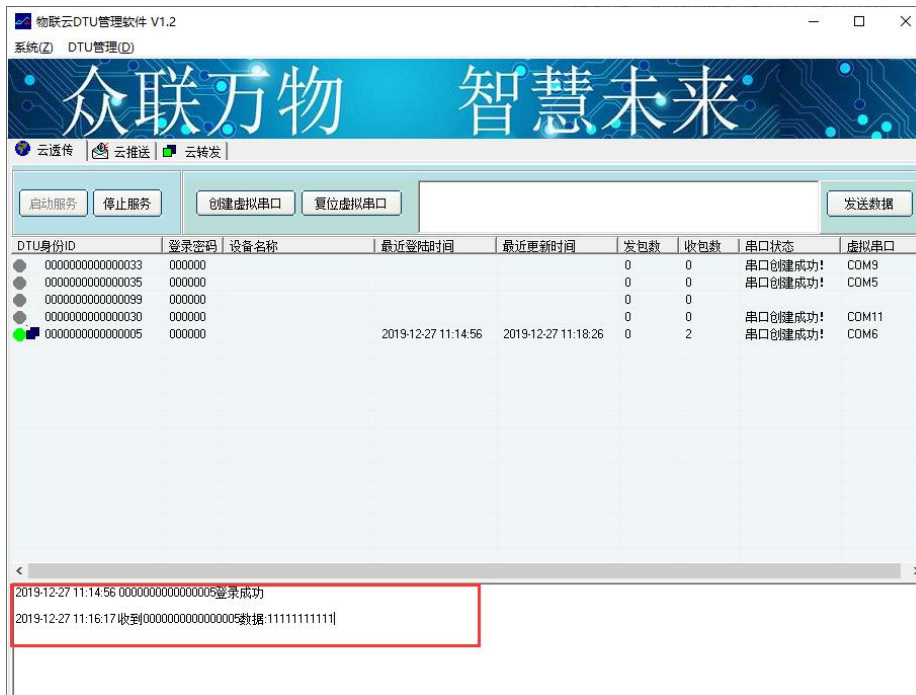 物联云DTU管理软件 V1.2
系统(Z) DTU管理(D)
众联万物 智慧未来
云透传 云推送 云转发
启动服务 停止服务 创建虚拟串口 复位虚拟串口 发送数据
DTU身份ID 登录密码 设备名称 最近登陆时间 最近更新时间 发包数 收包数 串口状态 虚拟串口
0000000000000033 000000 0 0 串口创建成功! COM9
0000000000000035 000000 0 0 串口创建成功! COM5
0000000000000099 000000 0 0
0000000000000030 000000 0 0 串口创建成功! COM11
0000000000000005 000000 2019-12-27 11:14:56 2019-12-27 11:18:26 0 2 串口创建成功! COM6
2019-12-27 11:14:56 0000000000000005登录成功
2019-12-27 11:16:17 收到0000000000000005数据:11111111111